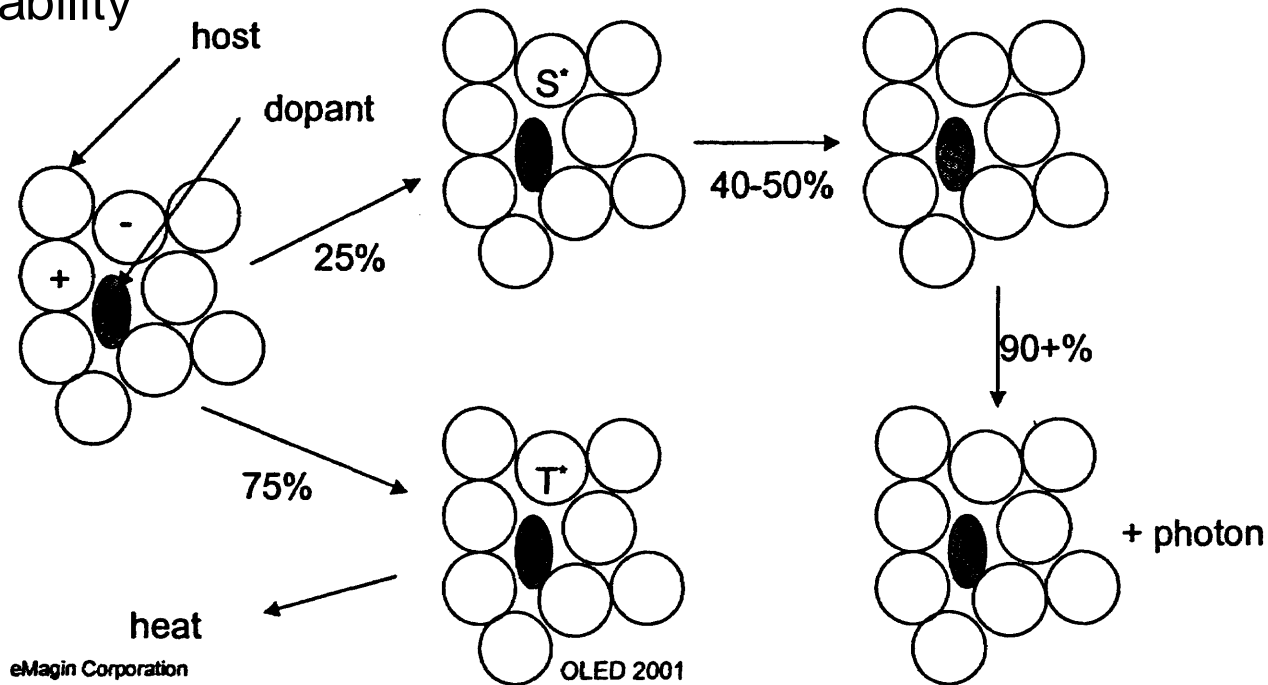 ability
host
dopant
-
+
25%
S*
40-50%
90+%
75%
T*
+ photon
heat
eMagin Corporation
OLED 2001